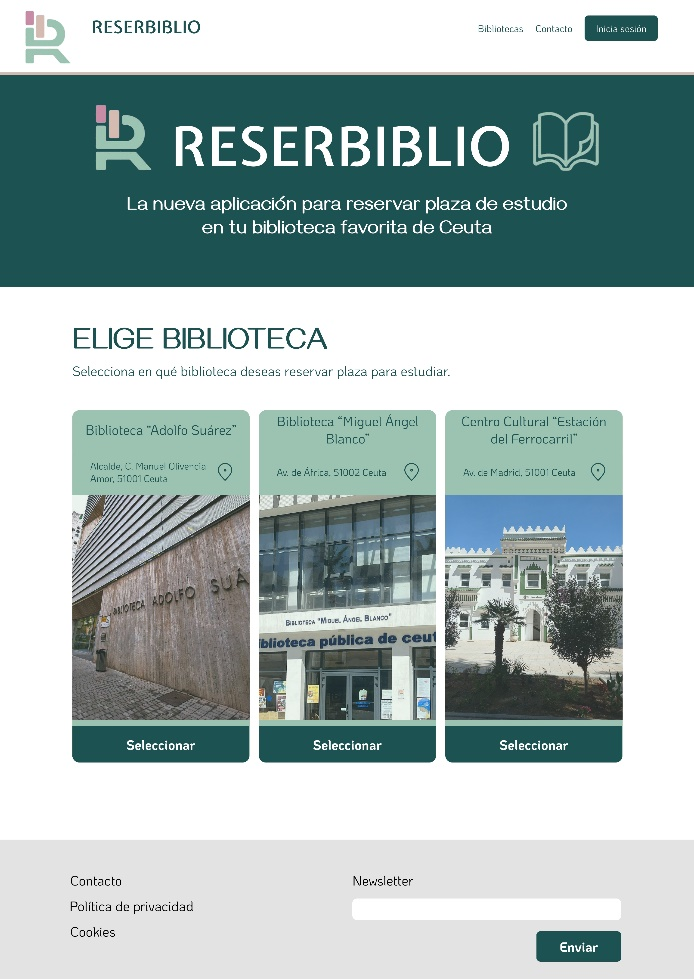 RESERBIBLIO
Bibliotecas Contacto Inicia sesión
RESERBIBLIO
La nueva aplicación para reservar plaza de estudio
en tu biblioteca favorita de Ceuta
ELIGE BIBLIOTECA
Selecciona en qué biblioteca deseas reservar plaza para estudiar.
Biblioteca “Adolfo Suárez”
Alcalde, C. Manuel Olivencia
Amor, 51001 Ceuta
BIBLIOTECA ADOLFO SUÁ
Seleccionar
Biblioteca “Miguel Ángel
Blanco”
Av. de África, 51002 Ceuta
BIBLIOTECA “MIGUEL ÁNGEL BLANCO”
blioteca pública de ceut
Seleccionar
Centro Cultural “Estación
del Ferrocarril”
Av. de Madrid, 51001 Ceuta
Seleccionar
Contacto
Política de privacidad
Cookies
Newsletter
Enviar